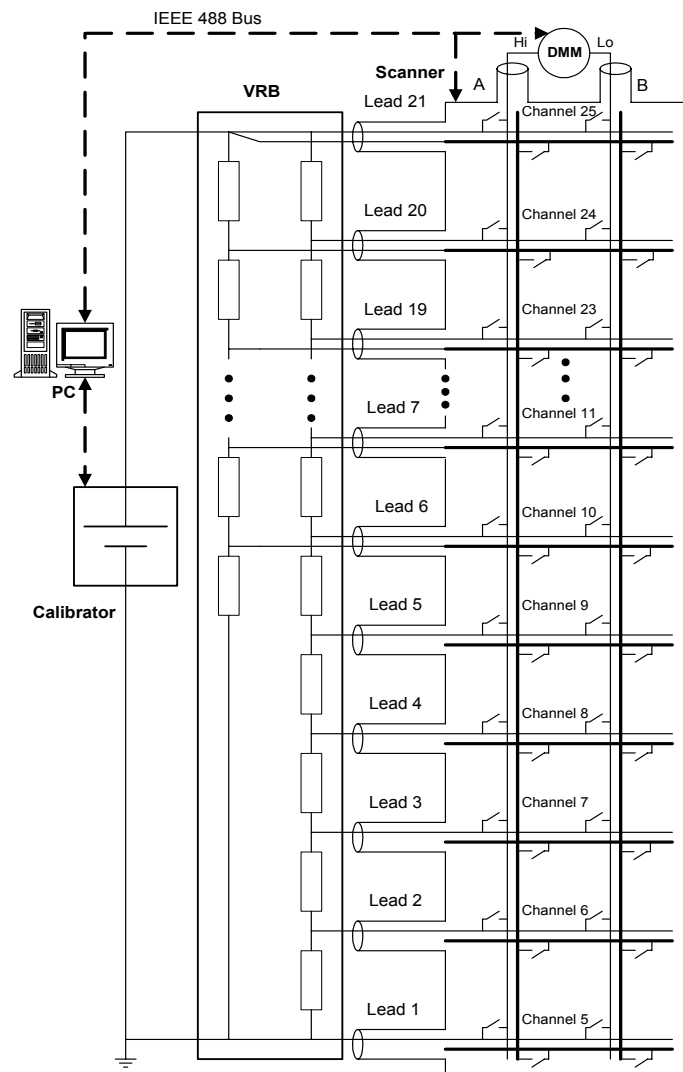 IEEE 488 Bus
Hi
DMM
Lo
Scanner
A
B
VRB
Lead 21
Channel 25
Lead 20
Channel 24
Lead 19
Channel 23
PC
Lead 7
Channel 11
Lead 6
Channel 10
Calibrator
Lead 5
Channel 9
Lead 4
Channel 8
Lead 3
Channel 7
Lead 2
Channel 6
Lead 1
Channel 5